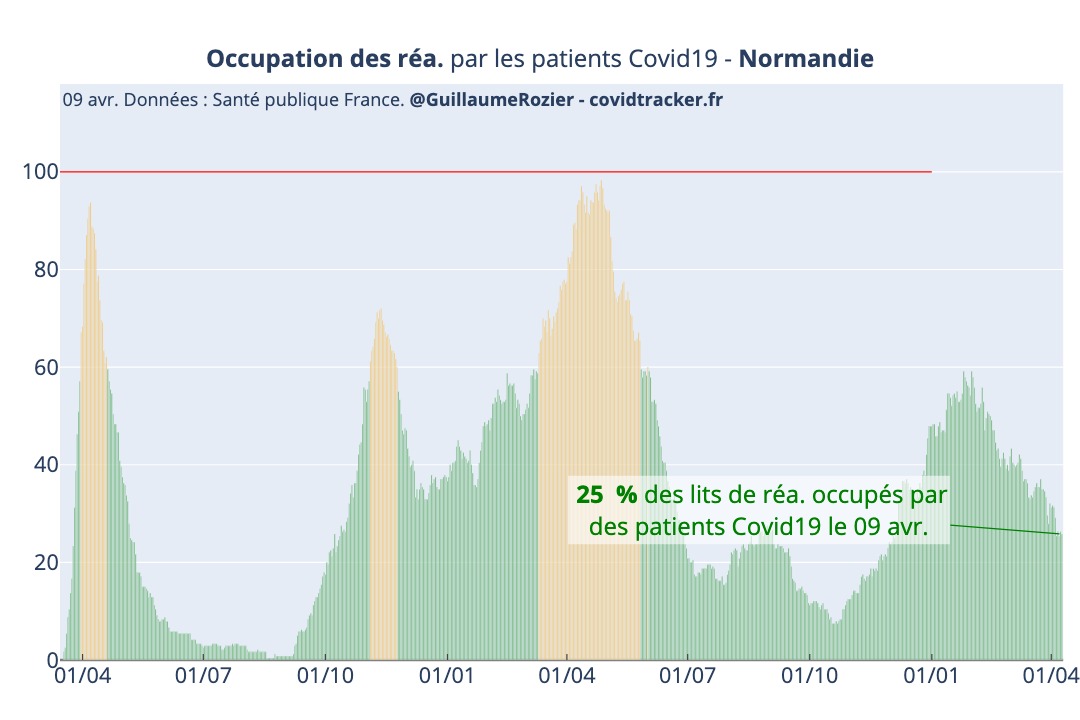 Occupation des réa. par les patients Covid19 - Normandie
09 avr. Données : Santé publique France. @GuillaumeRozier - covidtracker.fr
100
80
60
40
25 % des lits de réa. occupés par
des patients Covid19 le 09 avr.
20
0
01/04 01/07 01/10 01/01 01/04 01/07 01/10 01/01 01/04